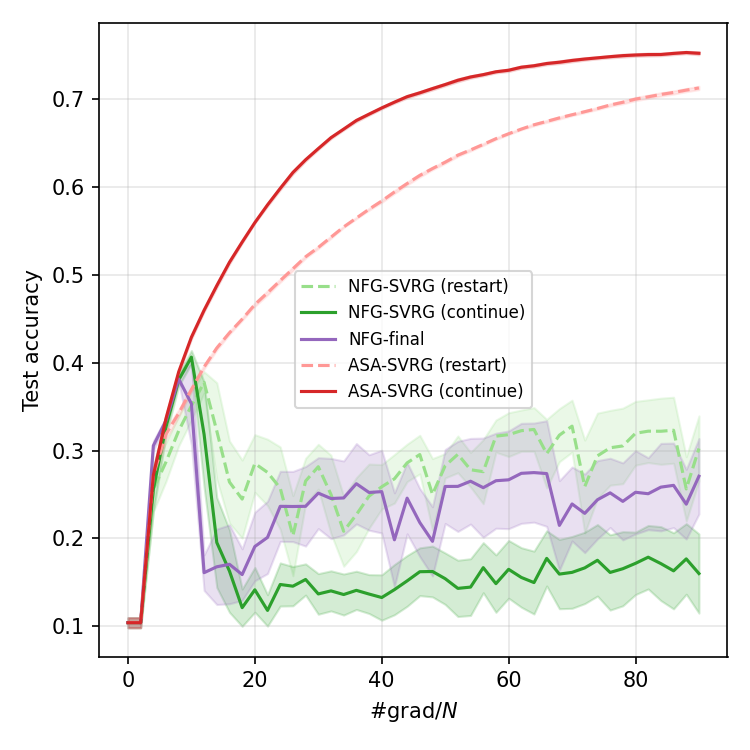 Test accuracy
0.7
0.6
0.5
0.4
0.3
0.2
0.1
NFG-SVRG (restart)
NFG-SVRG (continue)
NFG-final
ASA-SVRG (restart)
ASA-SVRG (continue)
0 20 40 60 80
#grad/N